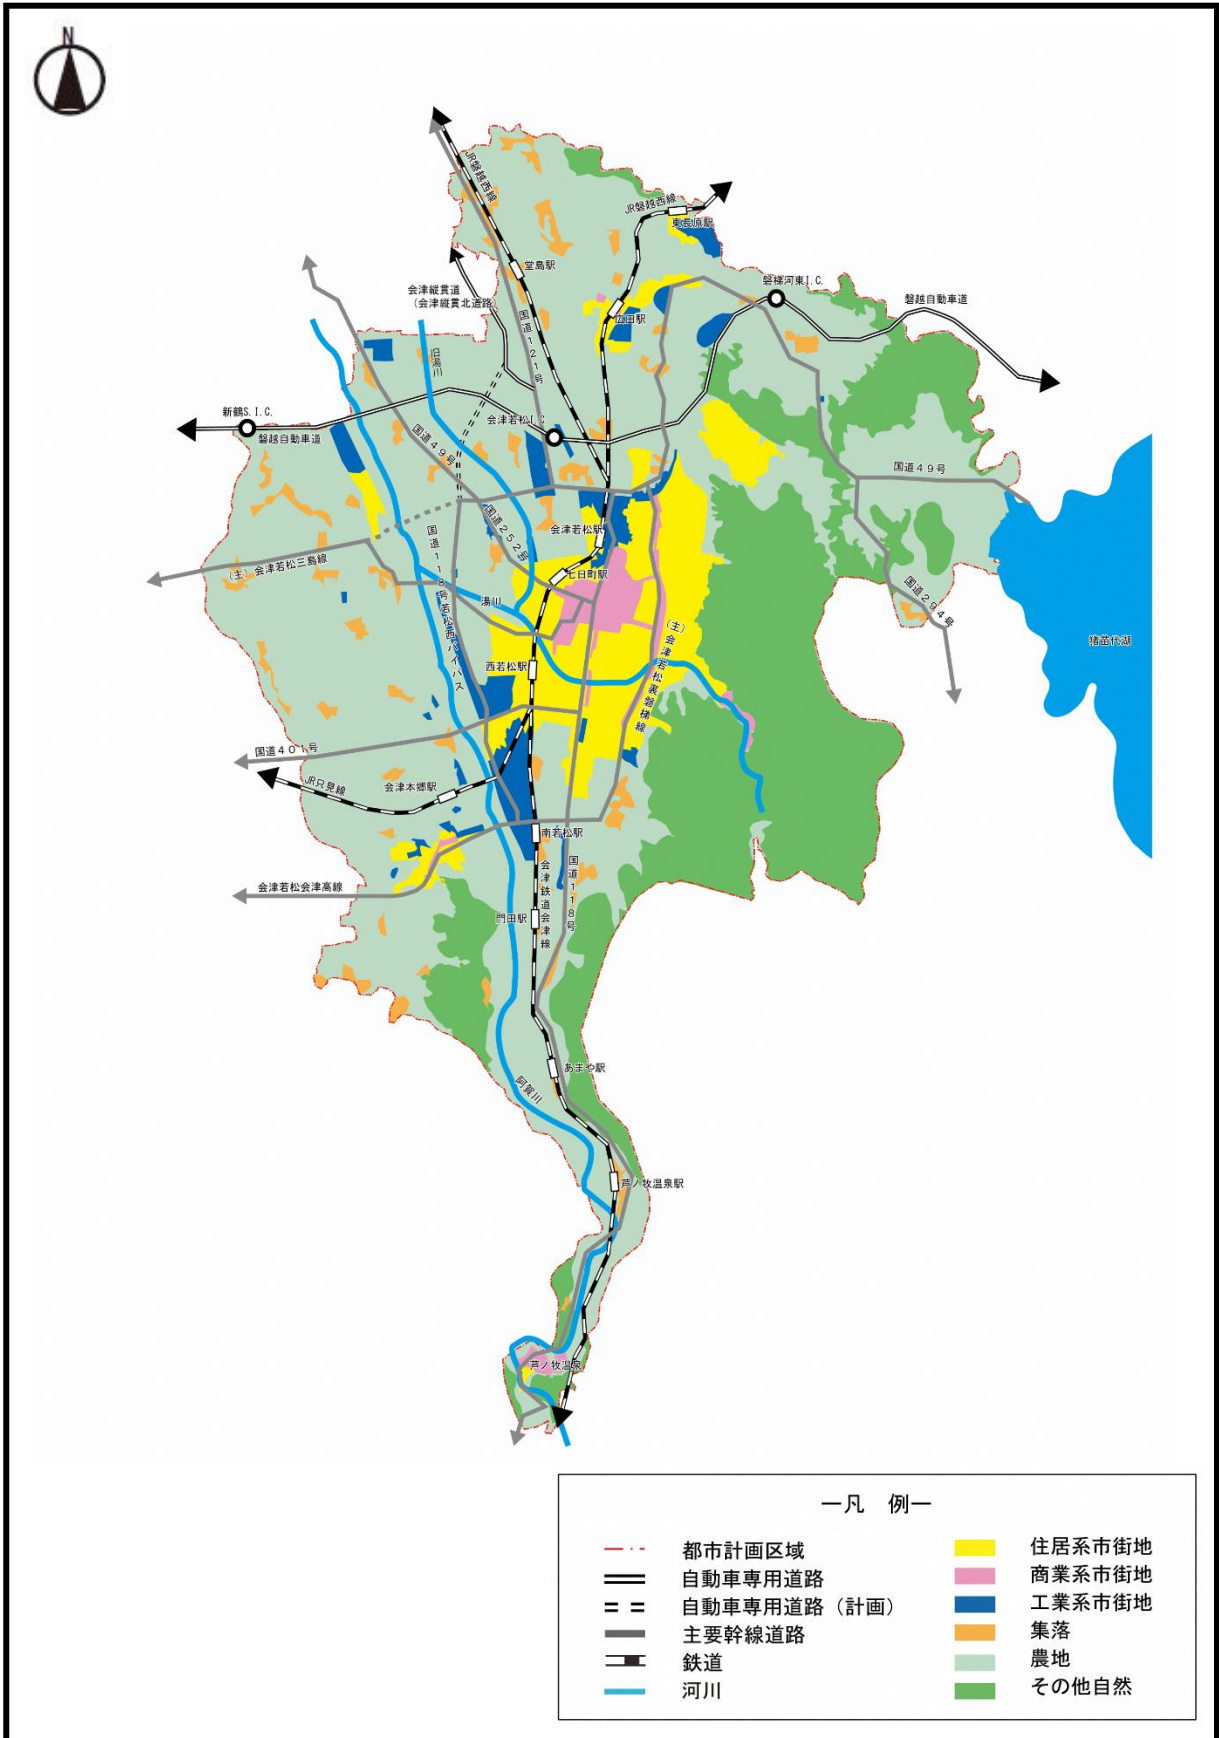 N
JR磐越西線
JR磐越西線
東長原駅
堂島駅
磐梯河東I.C.
会津縦貫道
(会津縦貫北道路)
磐越自動車道
国道121号
広田駅
旧湯川
新鶴S.I.C.
磐越自動車道
会津若松I.C.
国道49号
国道49号
国道252号
会津若松駅
国道118号若松西バイパス
(主)会津若松三島線
七日町駅
湯川
国道294号
(主)会津若松裏磐梯線
猪苗代湖
西若松駅
国道401号
JR只見線
会津本郷駅
南若松駅
会津若松会津高線
会津鉄道会津線
国道118号
門田駅
あまや駅
阿賀川
芦ノ牧温泉駅
芦ノ牧温泉
―凡 例―
都市計画区域
自動車専用道路
自動車専用道路(計画)
主要幹線道路
鉄道
河川
住居系市街地
商業系市街地
工業系市街地
集落
農地
その他自然